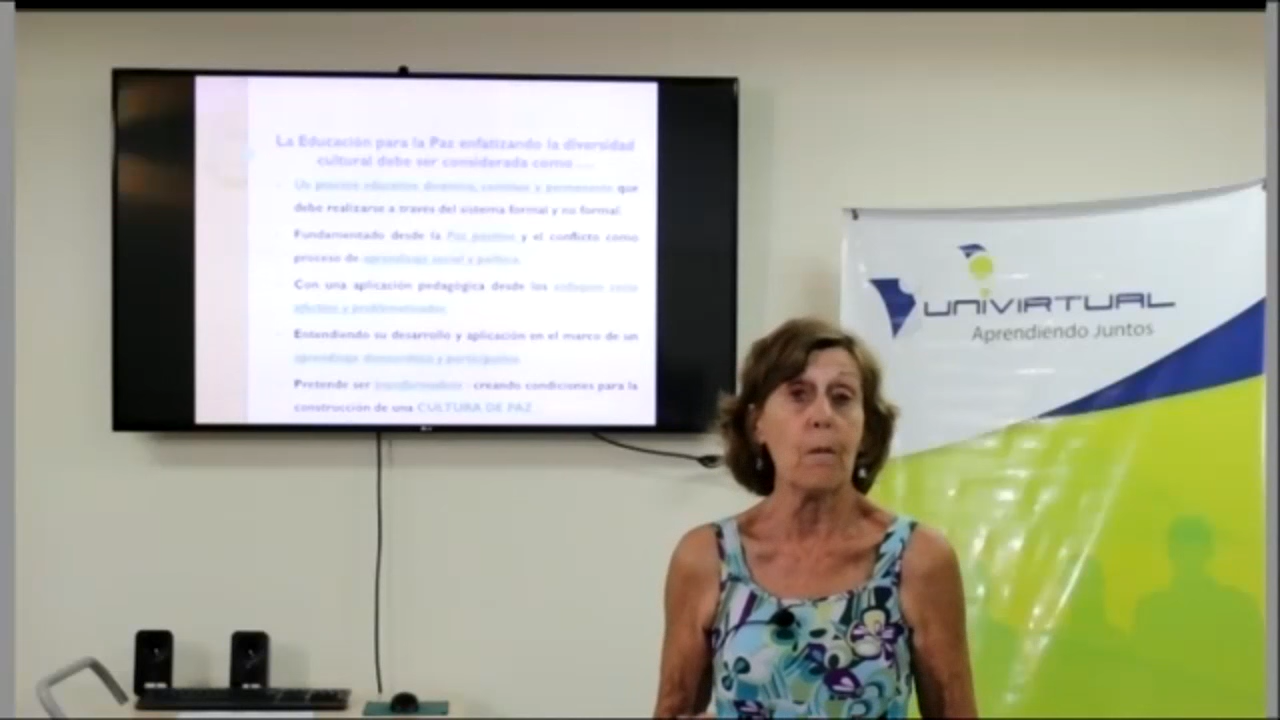 La Educación para la Paz enfatizando la diversidad
cultural debe ser considerada como ....
Un proceso educativo dinámico, continuo y permanente que
debe realizarse a traves del sistema formal y no formal.
Fundamentado desde la Paz positiva y el conflicto como
proceso de aprendizaje social y político.
Con una aplicación pedagógica desde los enfoques socio
afectivo y problematizador
Entendiendo su desarrollo y aplicación en el marco de un
aprendizaje democrático y participativo.
Pretende ser transformadora - creando condiciones para la
construcción de una CULTURA DE PAZ
UNIVIRTUAL
Aprendiendo Juntos